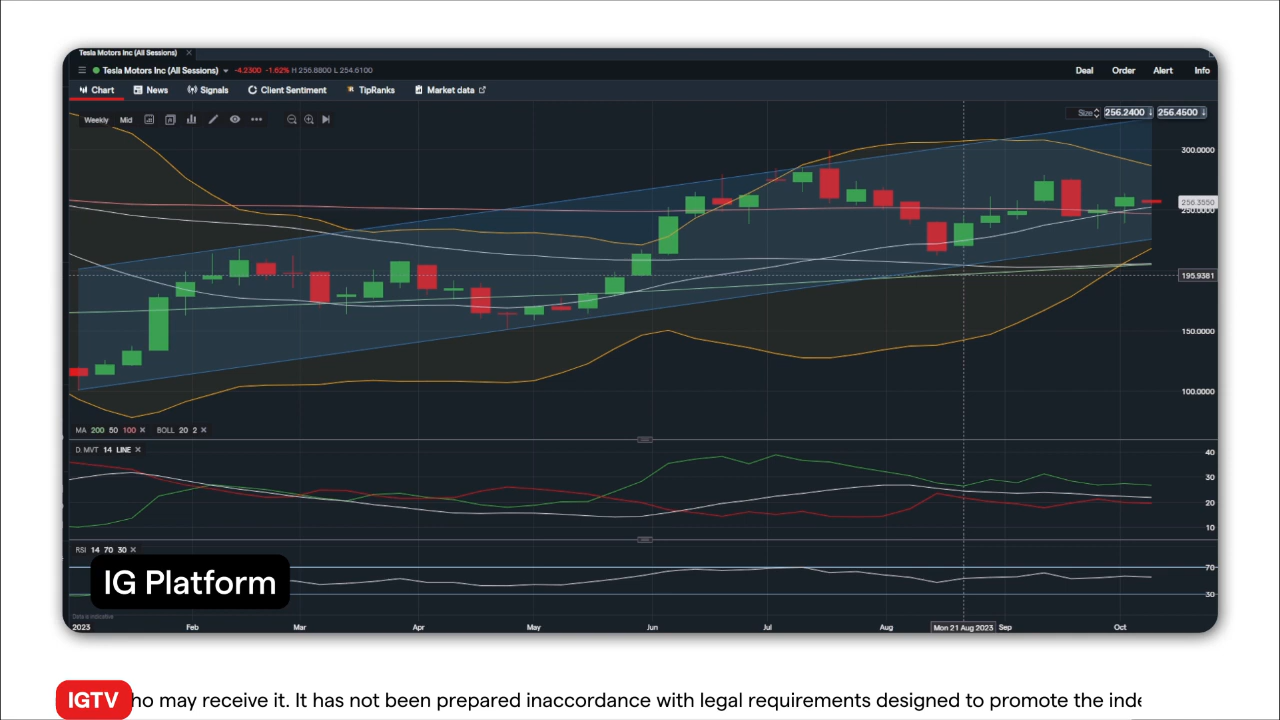 Tesla Motors Inc (All Sessions)
Tesla Motors Inc (All Sessions) -4.2300 -1.62% H 256.8800 L 254.6100 Deal Order Alert Info
Chart News Signals Client Sentiment TipRanks Market data
Weekly Mid Size 256.2400 256.4500
300.0000
256.3550
250.0000
195.9381
150.0000
100.0000
MA 200 50 100 BOLL 20 2
D. MVT 14 LINE
40
30
20
10
RSI 14 70 30
70
30
IG Platform
Data is indicative
2023 Feb Mar Apr May Jun Jul Aug Mon 21 Aug 2023 Sep Oct
IGTV ho may receive it. It has not been prepared inaccordance with legal requirements designed to promote the inde